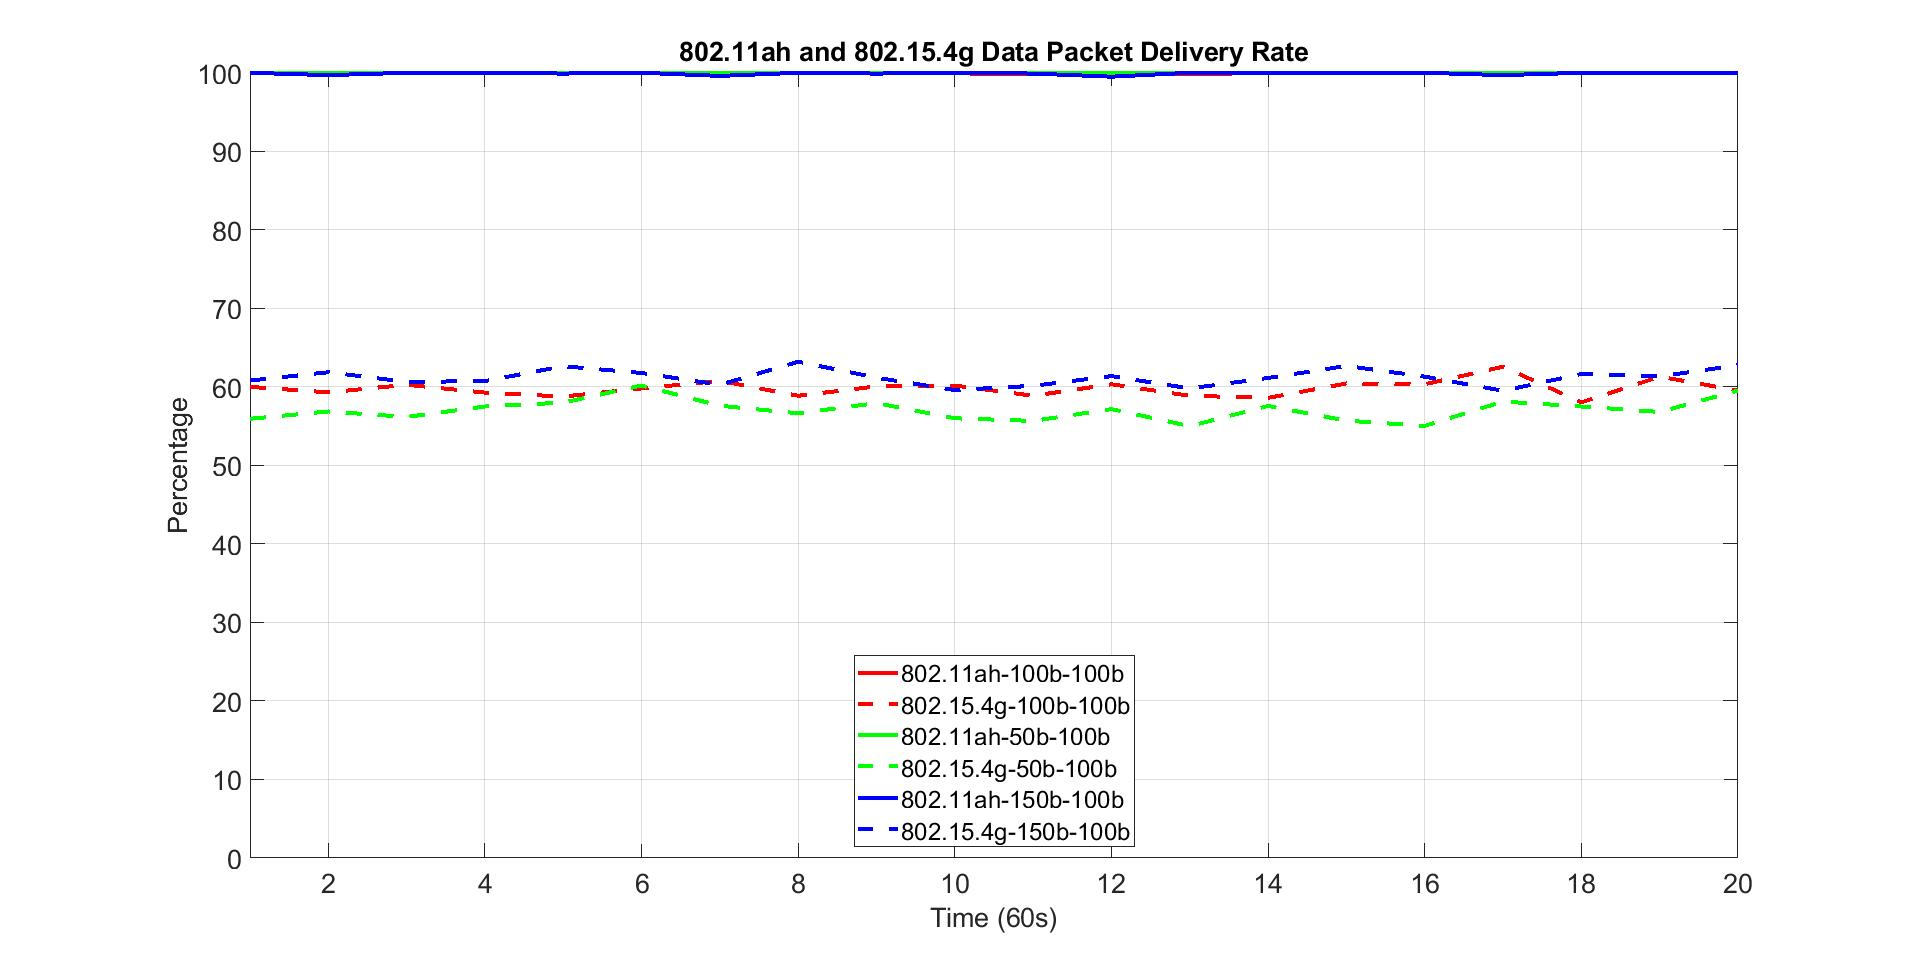 802.11ah and 802.15.4g Data Packet Delivery Rate
100
90
80
70
60
50
40
30
20
10
0
Percentage
802.11ah-100b-100b
802.15.4g-100b-100b
802.11ah-50b-100b
802.15.4g-50b-100b
802.11ah-150b-100b
802.15.4g-150b-100b
2 4 6 8 10 12 14 16 18 20
Time (60s)